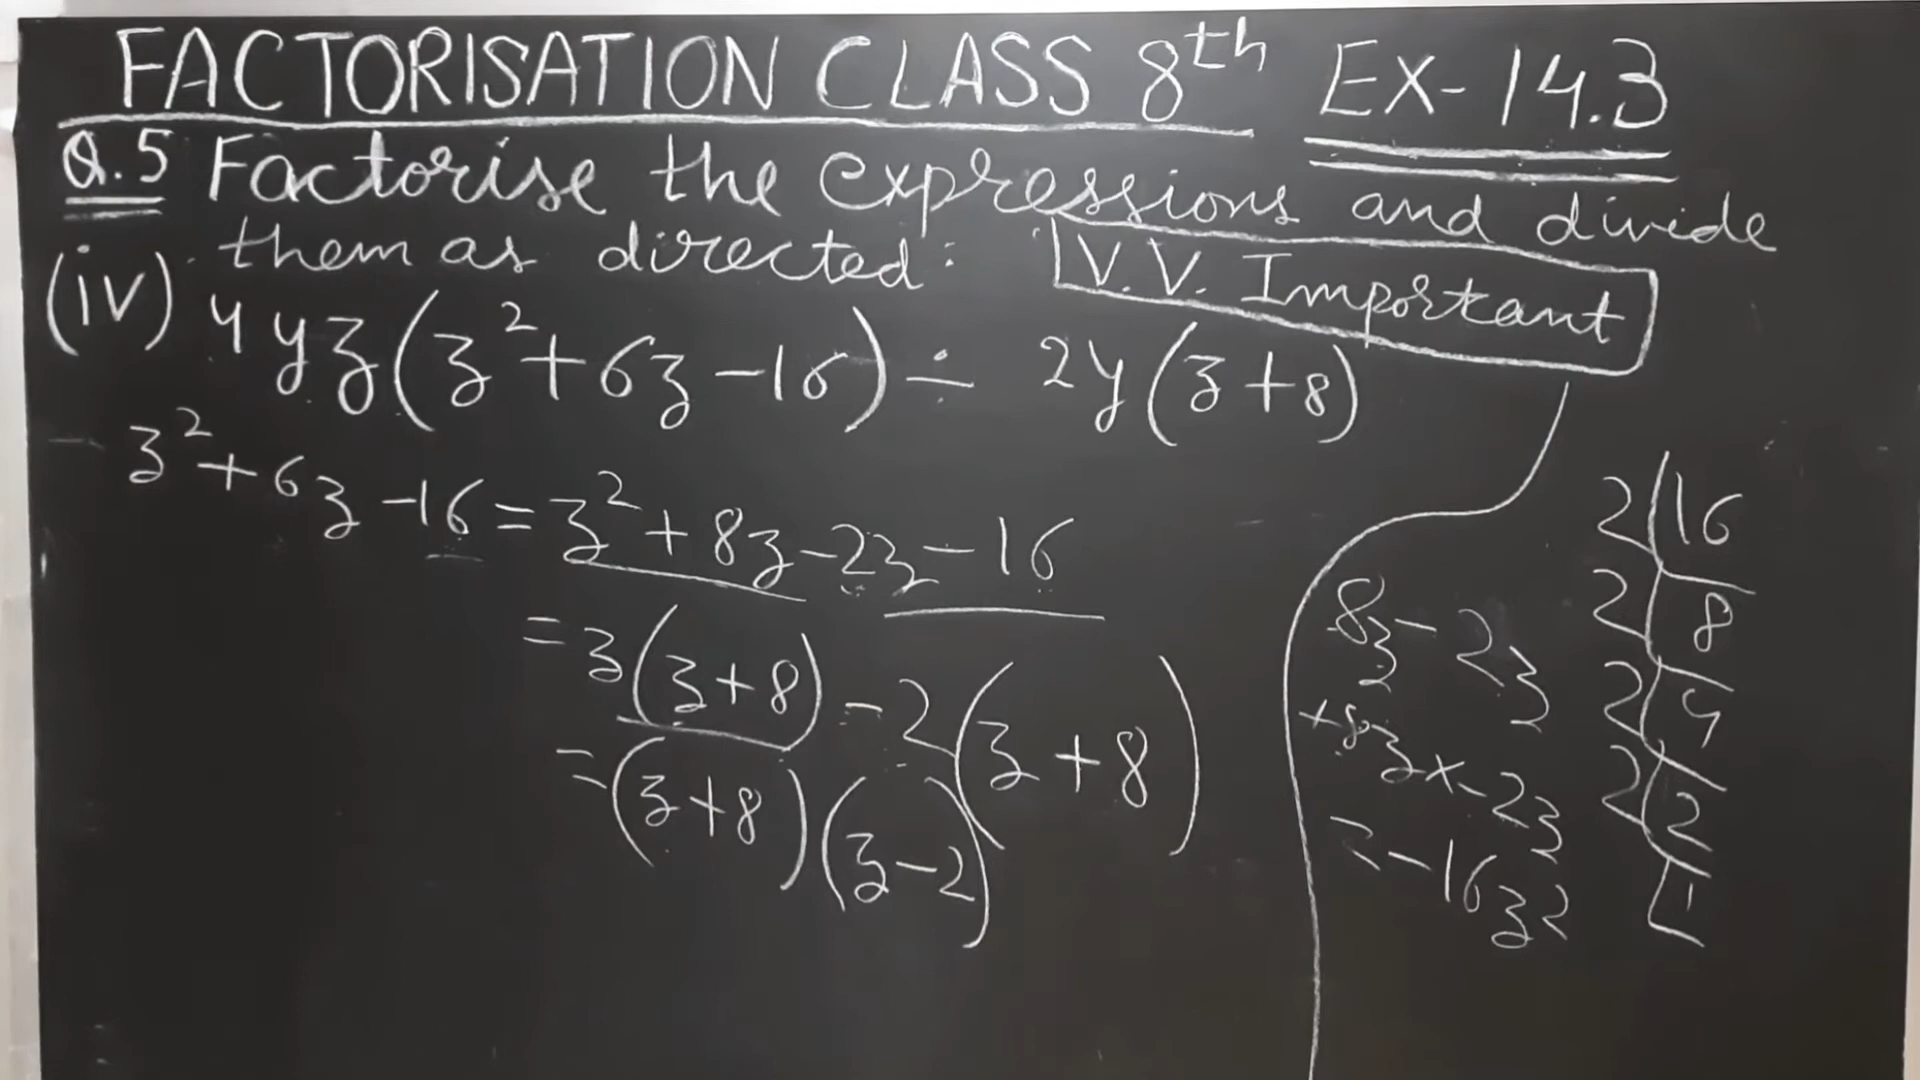 FACTORISATION CLASS 8th EX-14.3
Q.5 Factorise the expressions and divide
them as directed: V.V. Important
(iv) 4yz(z²+6z-16) ÷ 2y(z+8)
z²+6z-16 = z²+8z-2z-16
= z(z+8) -2(z+8)
= (z+8)(z-2)
8z-2z
+8z×-2z
= -16z²
2|16
2|8
2|4
2|2
1